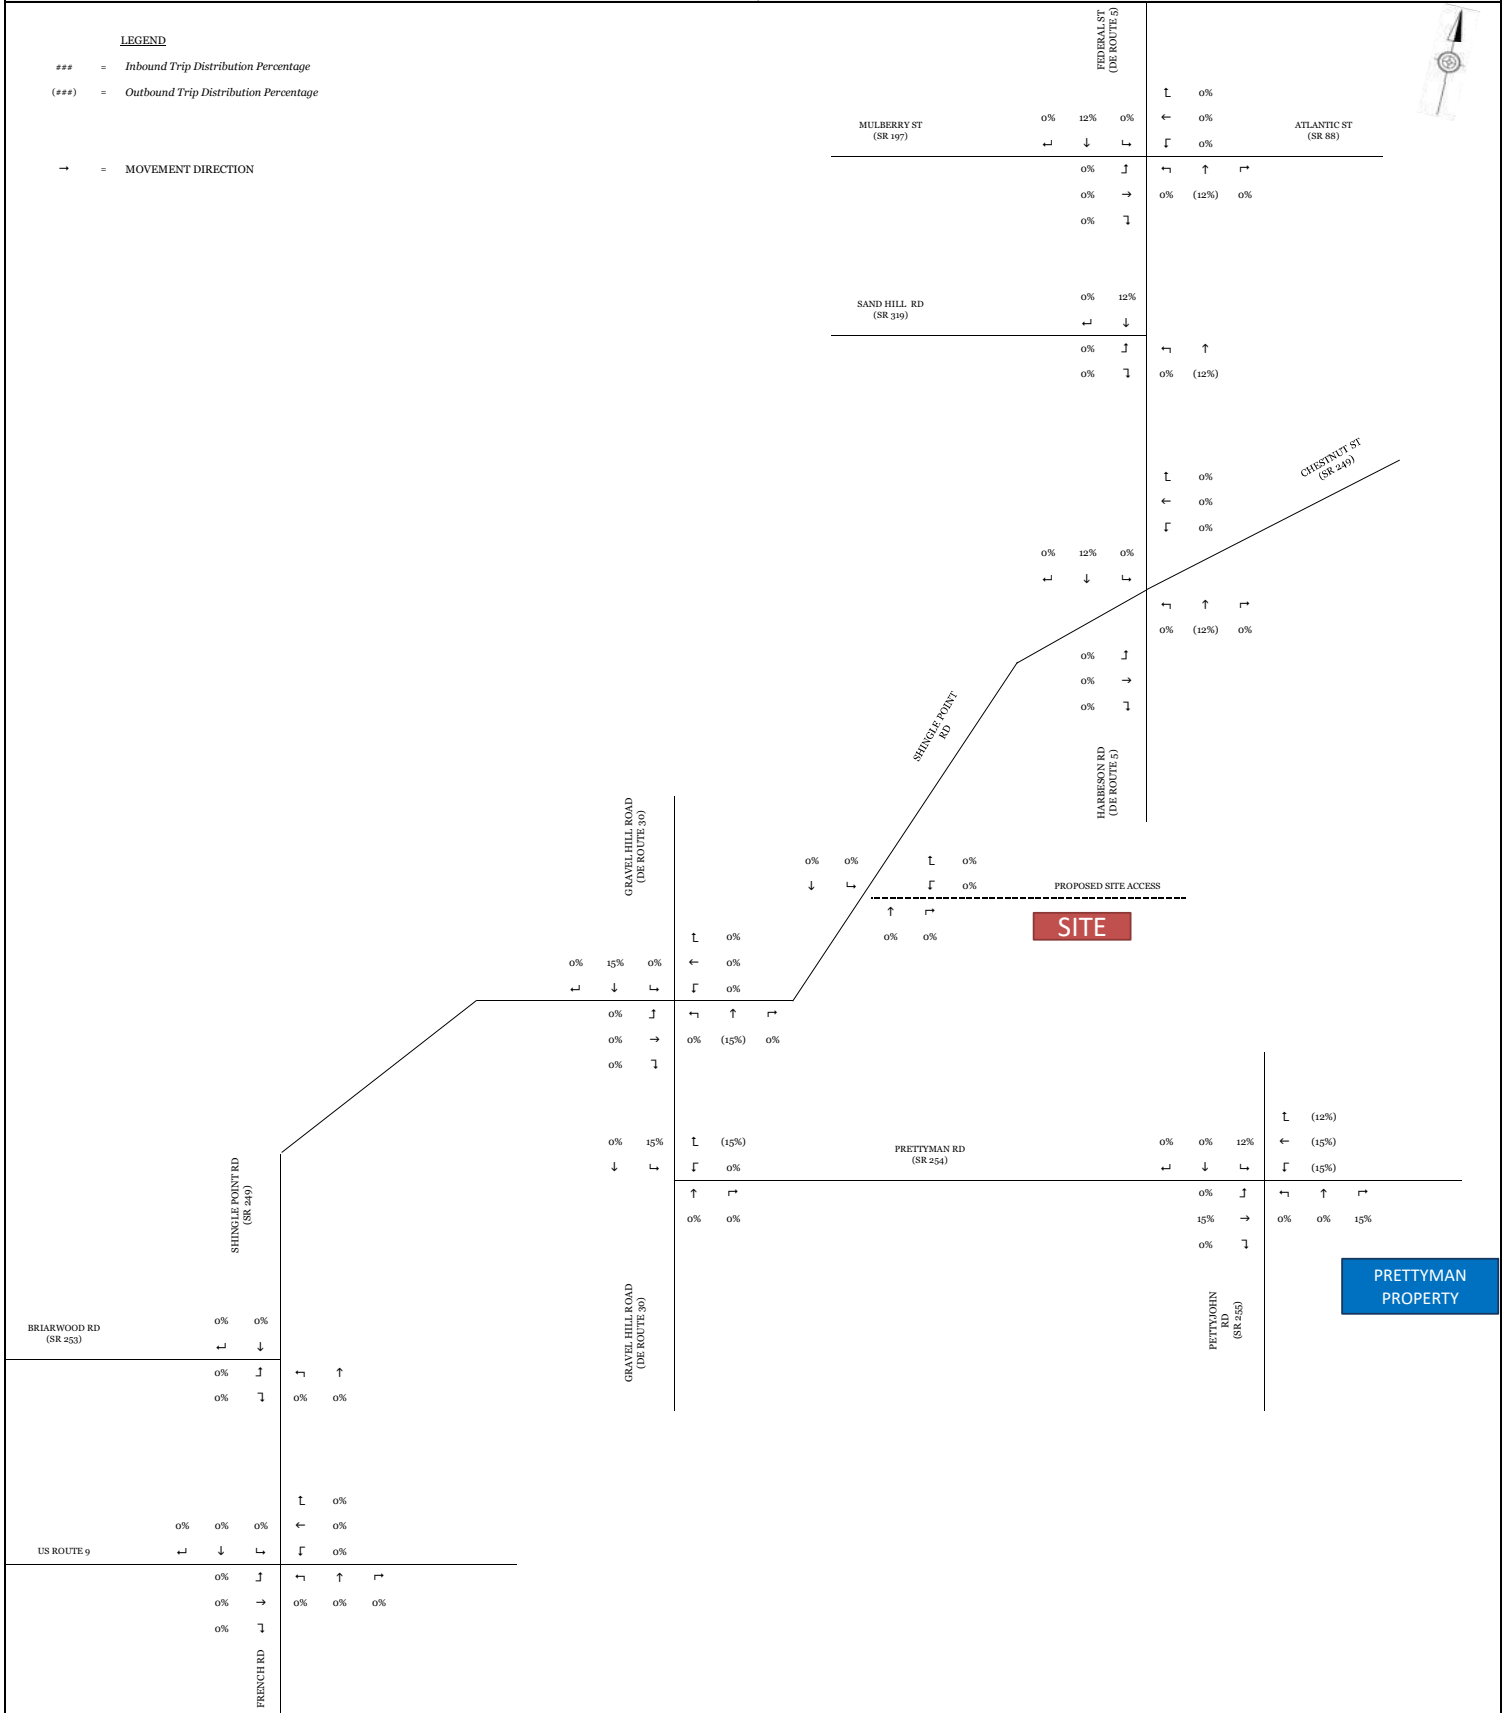 LEGEND
### = Inbound Trip Distribution Percentage
(###) = Outbound Trip Distribution Percentage
→ = MOVEMENT DIRECTION
FEDERAL ST
(DE ROUTE 5)
MULBERRY ST
(SR 197)
ATLANTIC ST
(SR 88)
↥ 0%
0% 12% 0% ← 0%
↵ ↓ ↳ ↧ 0%
0% ↥ ↰ ↑ ↱
0% → 0% (12%) 0%
0% ↴
SAND HILL RD
(SR 319)
0% 12%
↵ ↓
0% ↥ ↰ ↑
0% ↴ 0% (12%)
CHESTNUT ST
(SR 249)
↥ 0%
← 0%
↧ 0%
0% 12% 0%
↵ ↓ ↳
↰ ↑ ↱
0% (12%) 0%
0% ↥
0% →
0% ↴
SHINGLE POINT
RD
HARBESON RD
(DE ROUTE 5)
GRAVEL HILL ROAD
(DE ROUTE 30)
0% 0% ↥ 0%
↓ ↳ ↧ 0%
PROPOSED SITE ACCESS
↑ ↱
0% 0%
SITE
↥ 0%
0% 15% 0% ← 0%
↵ ↓ ↳ ↧ 0%
0% ↥ ↰ ↑ ↱
0% → 0% (15%) 0%
0% ↴
0% 15% ↥ (15%)
↓ ↳ ↧ 0%
↑ ↱
0% 0%
PRETTYMAN RD
(SR 254)
↥ (12%)
0% 0% 12% ← (15%)
↵ ↓ ↳ ↧ (15%)
0% ↥ ↰ ↑ ↱
15% → 0% 0% 15%
0% ↴
SHINGLE POINT RD
(SR 249)
GRAVEL HILL ROAD
(DE ROUTE 30)
PETTYJOHN
RD
(SR 255)
PRETTYMAN
PROPERTY
BRIARWOOD RD
(SR 253)
0% 0%
↵ ↓
0% ↥ ↰ ↑
0% ↴ 0% 0%
US ROUTE 9
↥ 0%
0% 0% 0% ← 0%
↵ ↓ ↳ ↧ 0%
0% ↥ ↰ ↑ ↱
0% → 0% 0% 0%
0% ↴
FRENCH RD